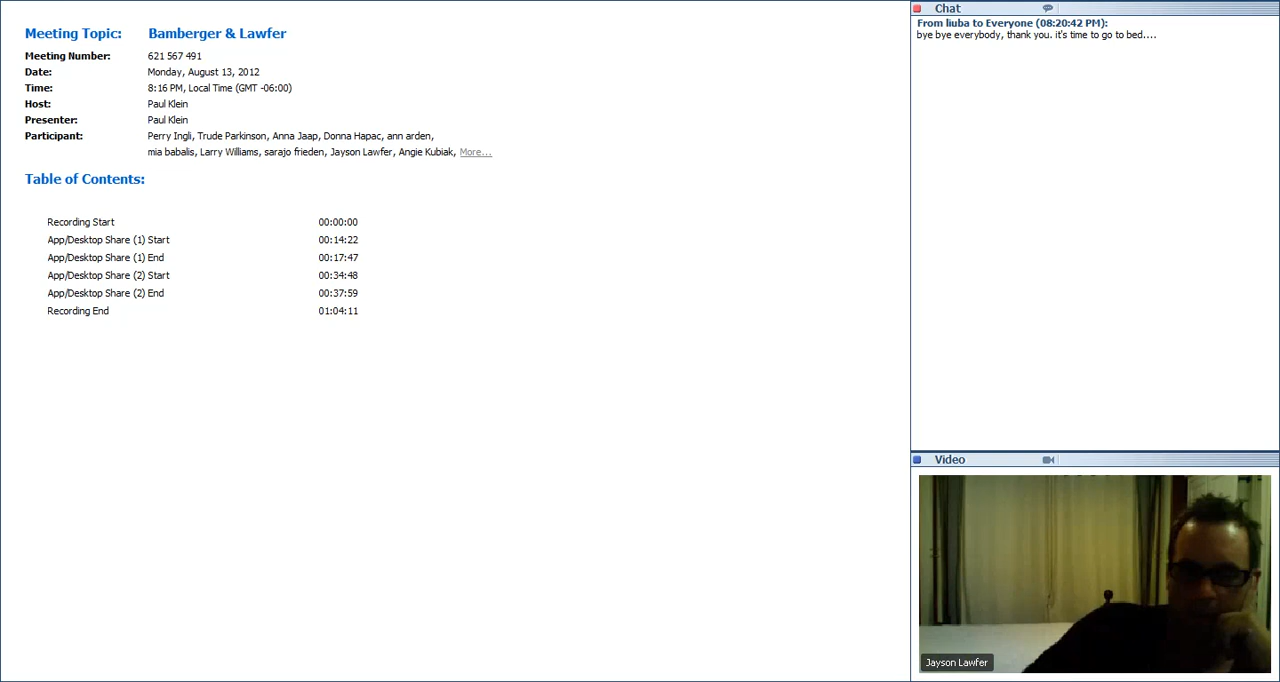 Meeting Topic: Bamberger & Lawfer
Meeting Number: 621 567 491
Date: Monday, August 13, 2012
Time: 8:16 PM, Local Time (GMT -06:00)
Host: Paul Klein
Presenter: Paul Klein
Participant: Perry Ingli, Trude Parkinson, Anna Jaap, Donna Hapac, ann arden,
mia babalis, Larry Williams, sarajo frieden, Jayson Lawfer, Angie Kubiak, More...
Table of Contents:
Recording Start 00:00:00
App/Desktop Share (1) Start 00:14:22
App/Desktop Share (1) End 00:17:47
App/Desktop Share (2) Start 00:34:48
App/Desktop Share (2) End 00:37:59
Recording End 01:04:11
Chat
From liuba to Everyone (08:20:42 PM):
bye bye everybody, thank you. it's time to go to bed....
Video
Jayson Lawfer